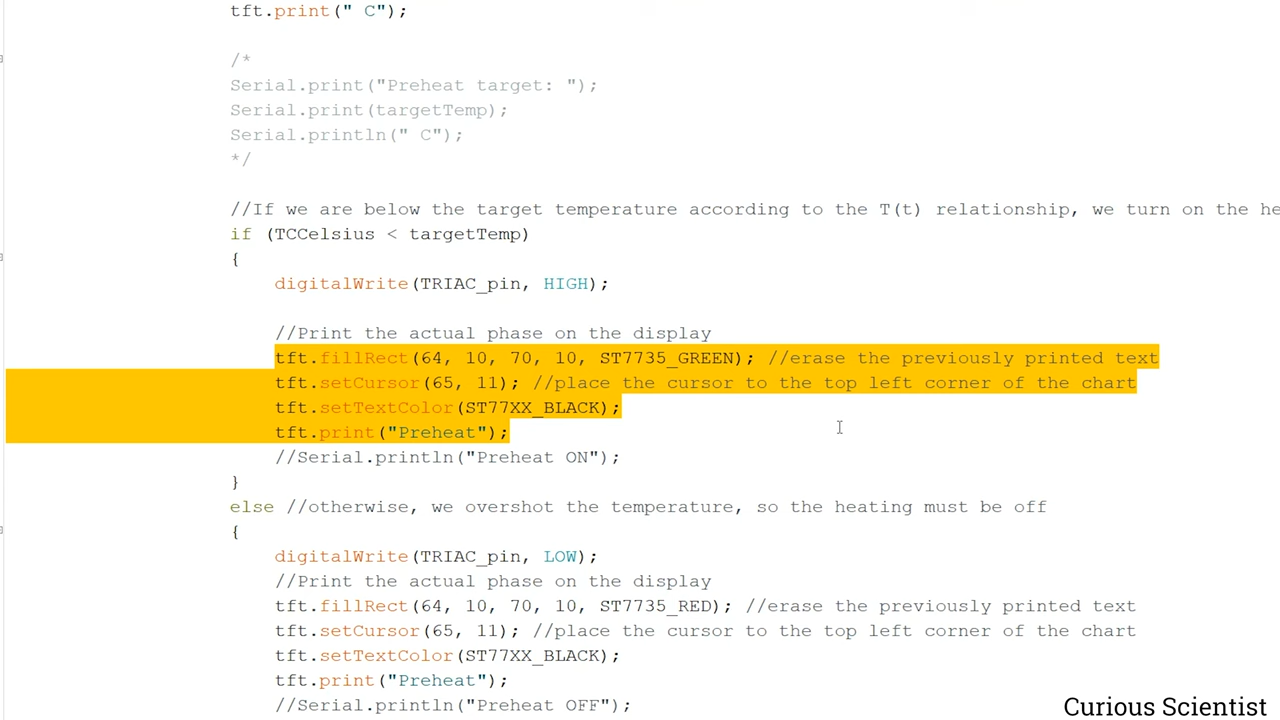 tft.print(" C");
/*
Serial.print("Preheat target: ");
Serial.print(targetTemp);
Serial.println(" C");
*/
//If we are below the target temperature according to the T(t) relationship, we turn on the he
if (TCCelsius < targetTemp)
{
digitalWrite(TRIAC_pin, HIGH);
//Print the actual phase on the display
tft.fillRect(64, 10, 70, 10, ST7735_GREEN); //erase the previously printed text
tft.setCursor(65, 11); //place the cursor to the top left corner of the chart
tft.setTextColor(ST77XX_BLACK);
tft.print("Preheat");
//Serial.println("Preheat ON");
}
else //otherwise, we overshot the temperature, so the heating must be off
{
digitalWrite(TRIAC_pin, LOW);
//Print the actual phase on the display
tft.fillRect(64, 10, 70, 10, ST7735_RED); //erase the previously printed text
tft.setCursor(65, 11); //place the cursor to the top left corner of the chart
tft.setTextColor(ST77XX_BLACK);
tft.print("Preheat");
//Serial.println("Preheat OFF");
Curious Scientist